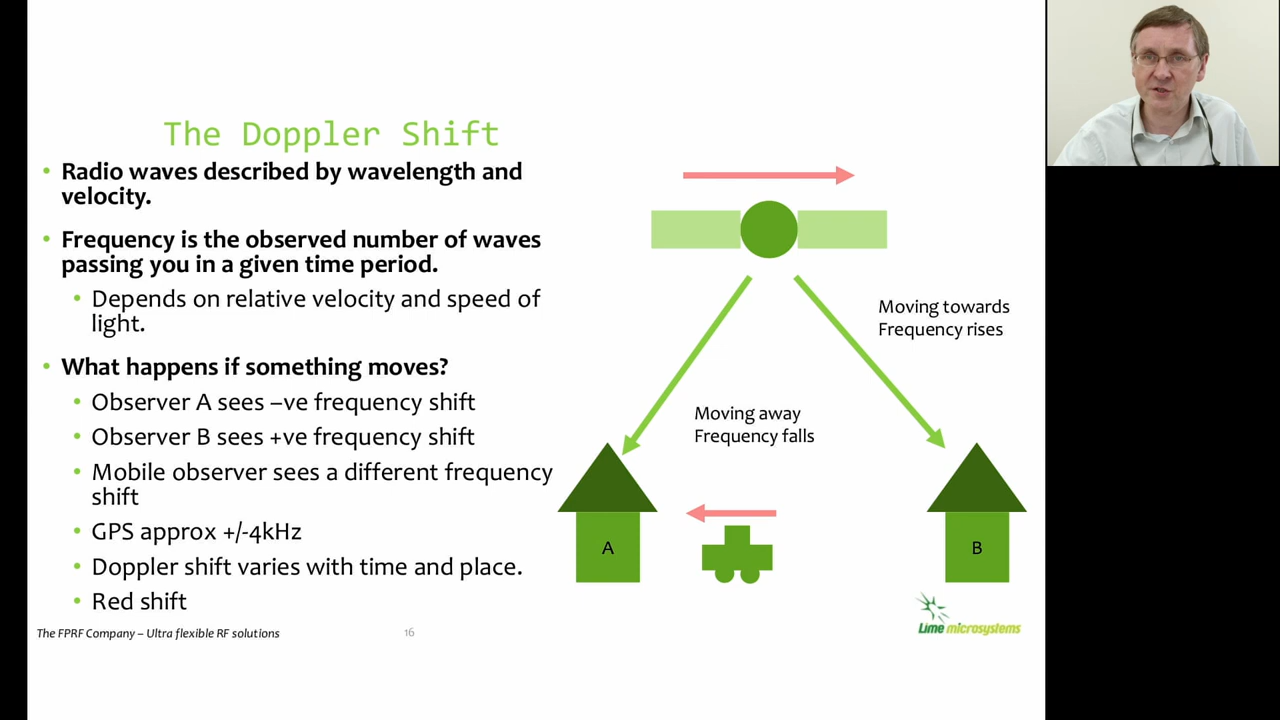 The Doppler Shift
• Radio waves described by wavelength and
velocity.
• Frequency is the observed number of waves
passing you in a given time period.
• Depends on relative velocity and speed of
light.
• What happens if something moves?
• Observer A sees –ve frequency shift
• Observer B sees +ve frequency shift
• Mobile observer sees a different frequency
shift
• GPS approx +/-4kHz
• Doppler shift varies with time and place.
• Red shift
Moving towards
Frequency rises
Moving away
Frequency falls
A
B
The FPRF Company – Ultra flexible RF solutions
16
Lime microsystems